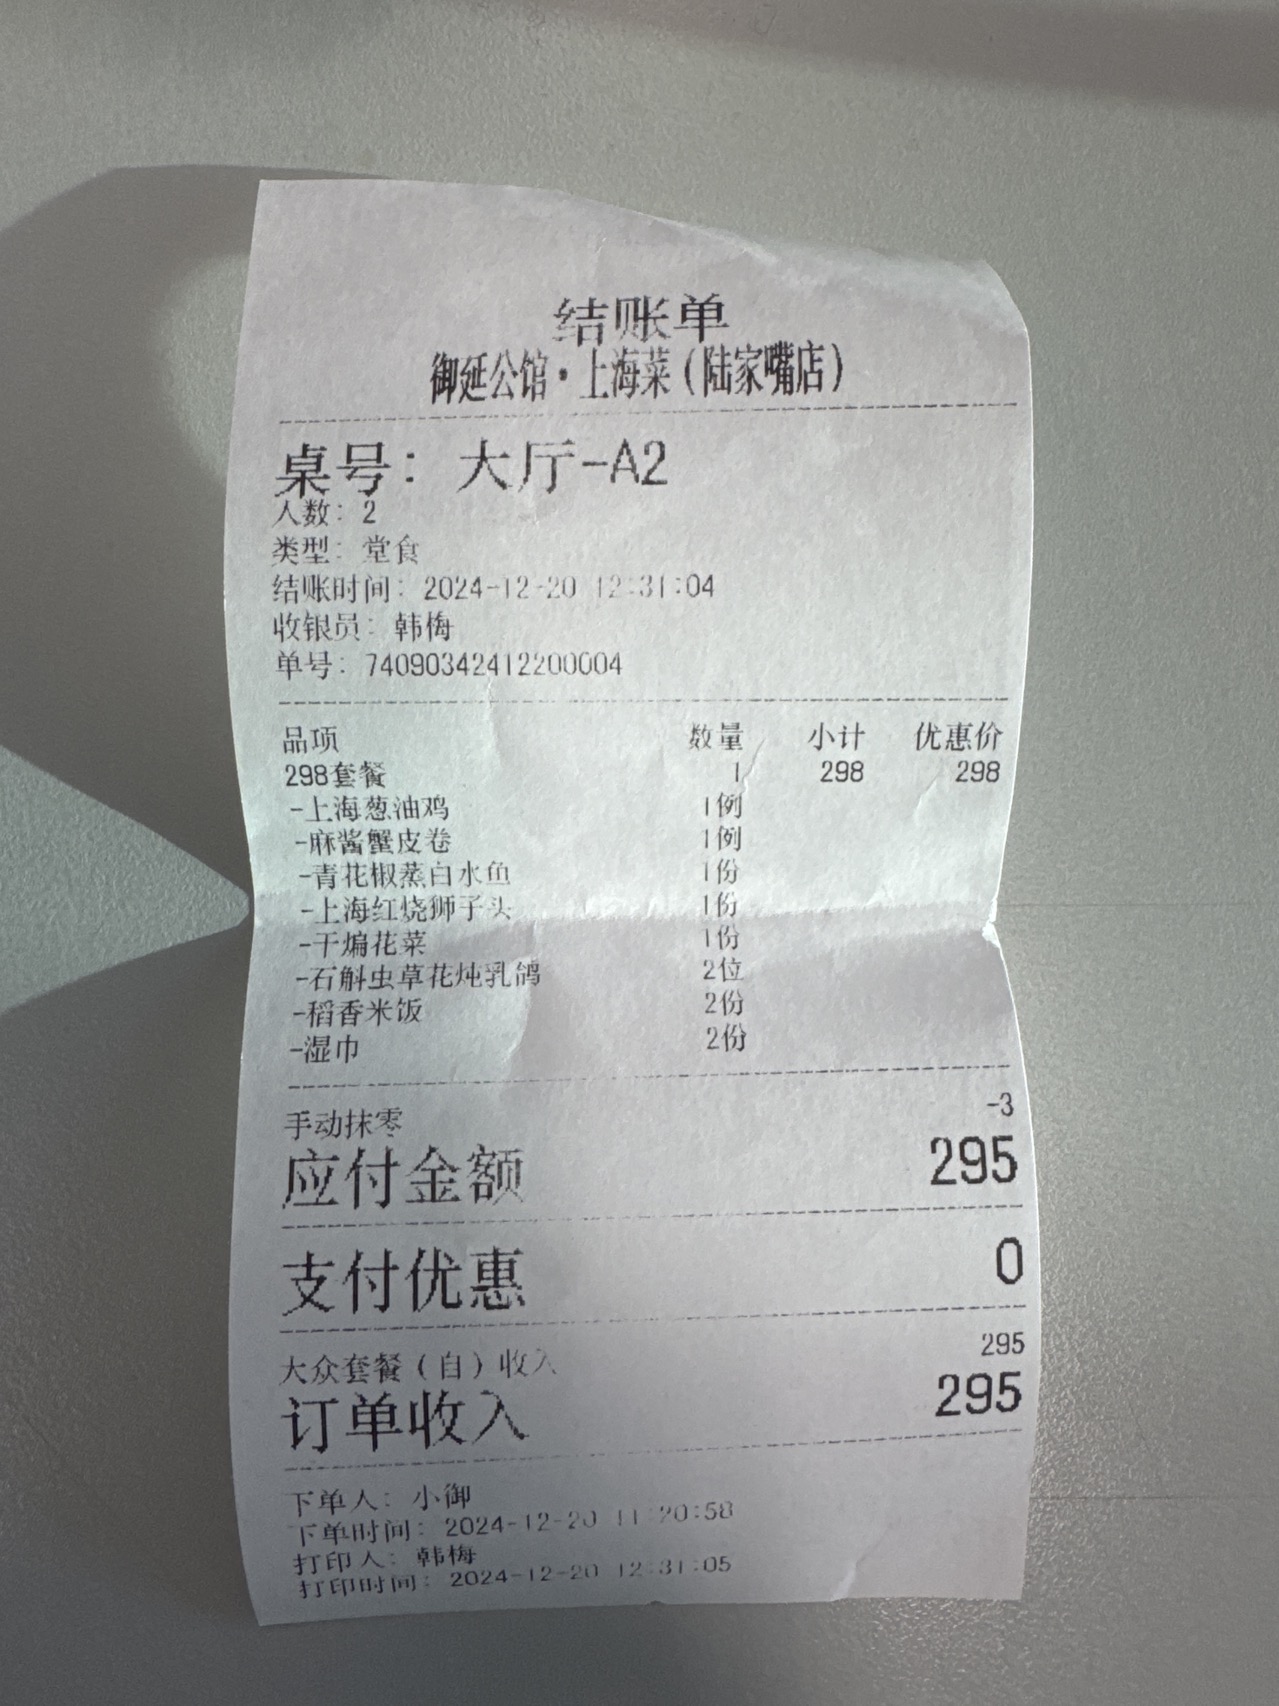 结账单
御延公馆·上海菜(陆家嘴店)
桌号: 大厅-A2
人数: 2
类型: 堂食
结账时间: 2024-12-20 12:31:04
收银员: 韩梅
单号: 74090342412200004
品项 数量 小计 优惠价
298套餐 1 298 298
-上海葱油鸡 1例
-麻酱蟹皮卷 1例
-青花椒蒸白水鱼 1份
-上海红烧狮子头 1份
-干煸花菜 1份
-石斛虫草花炖乳鸽 2位
-稻香米饭 2份
-湿巾 2份
手动抹零 -3
应付金额 295
支付优惠 0
大众套餐(自)收入 295
订单收入 295
下单人: 小御
下单时间: 2024-12-20 11:20:58
打印人: 韩梅
打印时间: 2024-12-20 12:31:05